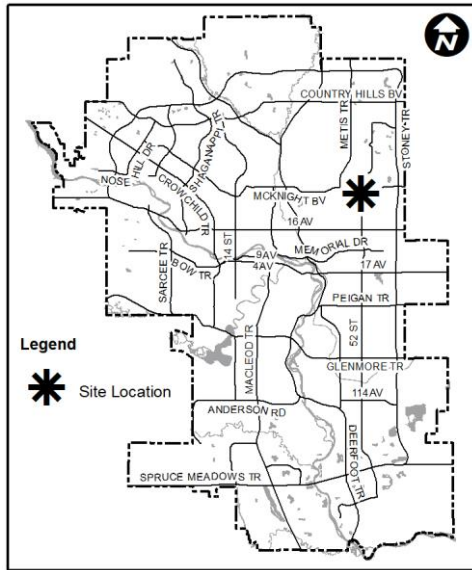 N
COUNTRY HILLS BV
METIS TR
STONEY TR
SHAGANAPPI TR
NOSE HILL DR
CROWCHILD TR
MCKNIGHT BV
16 AV
14 ST
MEMORIAL DR
9 AV
4 AV
17 AV
SARCEE TR
BOW TR
PEIGAN TR
52 ST
MACLEOD TR
GLENMORE TR
Legend
Site Location
114 AV
ANDERSON RD
DEERFOOT TR
SPRUCE MEADOWS TR